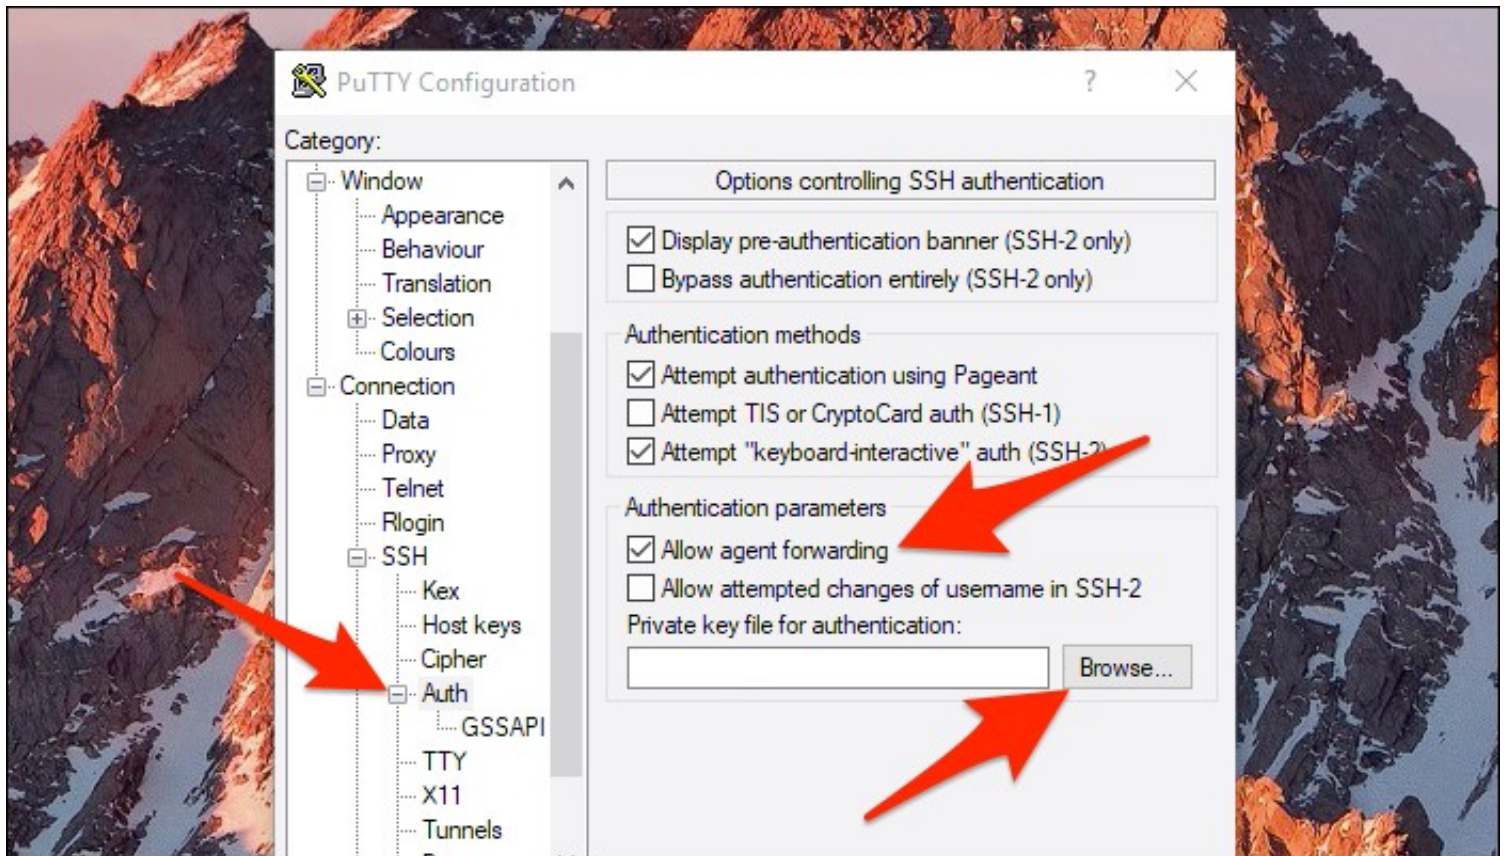 PuTTY Configuration
?
Category:
Window
Appearance
Behaviour
Translation
Selection
Colours
Connection
Data
Proxy
Telnet
Rlogin
SSH
Kex
Host keys
Cipher
Auth
GSSAPI
TTY
X11
Tunnels
Options controlling SSH authentication
Display pre-authentication banner (SSH-2 only)
Bypass authentication entirely (SSH-2 only)
Authentication methods
Attempt authentication using Pageant
Attempt TIS or CryptoCard auth (SSH-1)
Attempt "keyboard-interactive" auth (SSH-2)
Authentication parameters
Allow agent forwarding
Allow attempted changes of username in SSH-2
Private key file for authentication:
Browse...